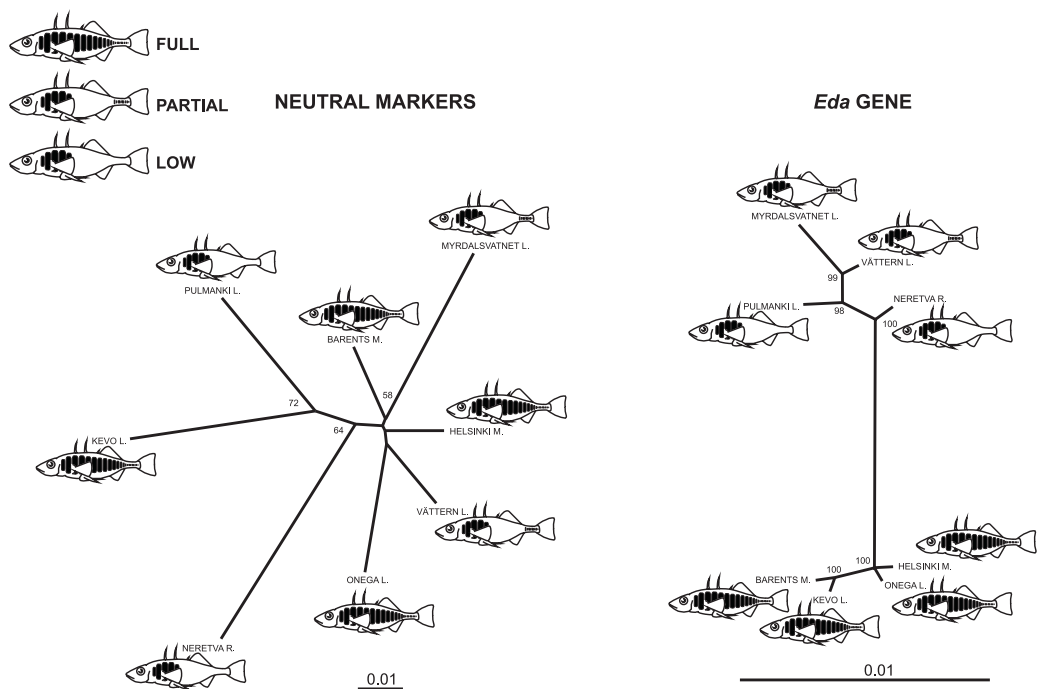 FULL
PARTIAL
LOW
NEUTRAL MARKERS
MYRDALSVATNET L.
PULMANKI L.
BARENTS M.
58
72
64
HELSINKI M.
KEVO L.
VÄTTERN L.
ONEGA L.
NERETVA R.
0.01
Eda GENE
MYRDALSVATNET L.
VÄTTERN L.
99
PULMANKI L.
NERETVA R.
98
100
100
HELSINKI M.
100
BARENTS M.
ONEGA L.
KEVO L.
0.01